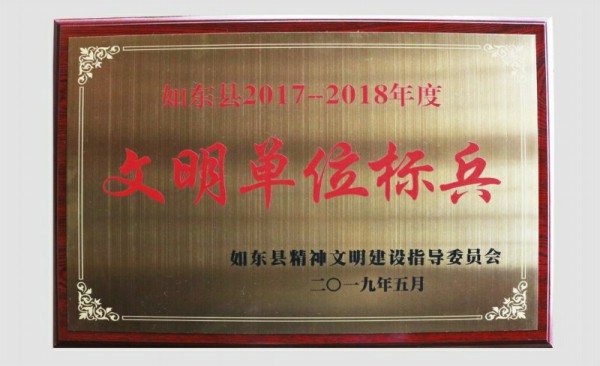 如东县2017--2018年度
文明单位标兵
如东县精神文明建设指导委员会
二〇一九年五月